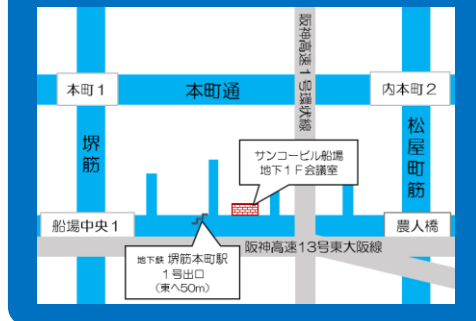 阪神高速1号環状線
本町1
本町通
内本町2
堺筋
松屋町筋
サンコービル船場
地下1F会議室
船場中央1
農人橋
阪神高速13号東大阪線
地下鉄 堺筋本町駅
1号出口
(東へ50m)